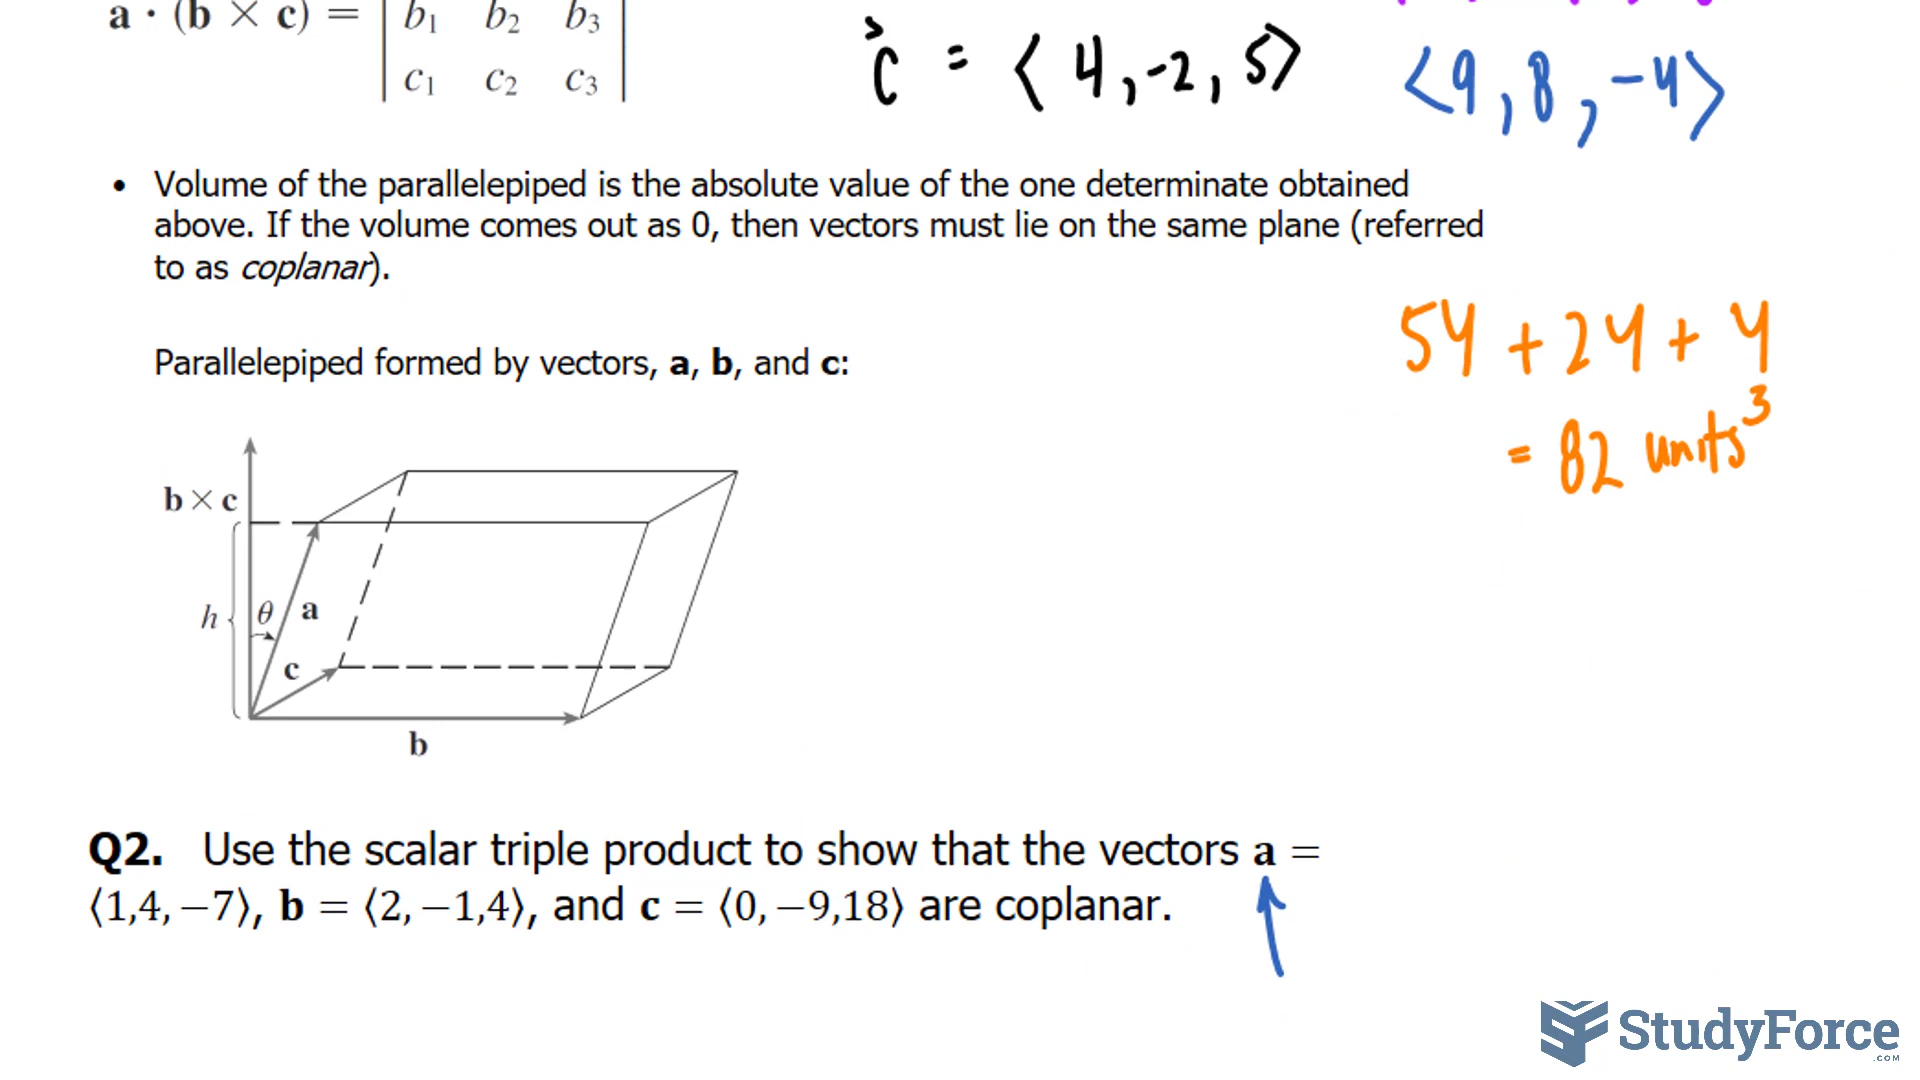 a · (b × c) = | b₁ b₂ b₃ |
| c₁ c₂ c₃ |
c⃗ = ⟨4, -2, 5⟩
⟨9, 8, -4⟩
• Volume of the parallelepiped is the absolute value of the one determinate obtained
above. If the volume comes out as 0, then vectors must lie on the same plane (referred
to as coplanar).
54 + 24 + 4
= 82 units³
Parallelepiped formed by vectors, a, b, and c:
b × c
h
θ
a
c
b
Q2. Use the scalar triple product to show that the vectors a =
⟨1,4,−7⟩, b = ⟨2,−1,4⟩, and c = ⟨0,−9,18⟩ are coplanar.
StudyForce
.COM